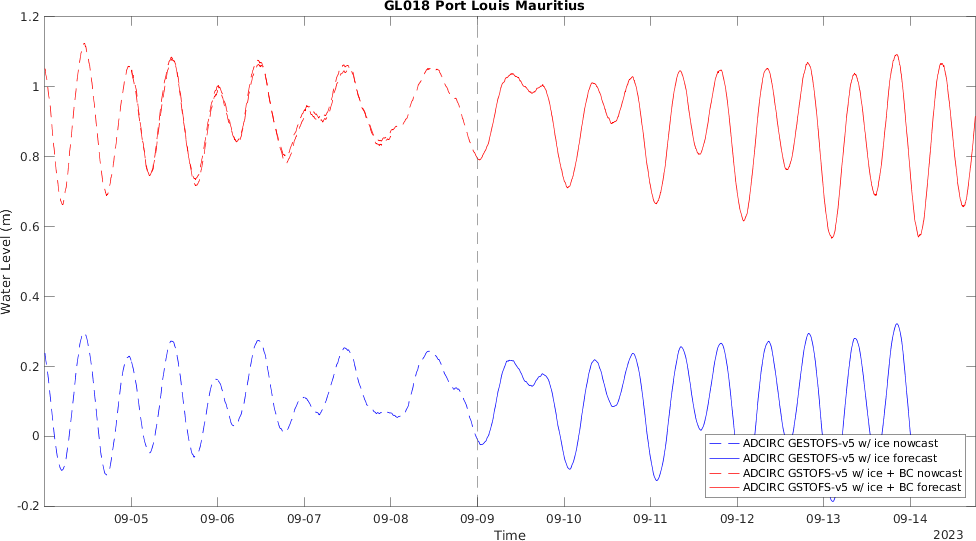 GL018 Port Louis Mauritius
1.2
1
0.8
0.6
0.4
0.2
0
-0.2
Water Level (m)
ADCIRC GESTOFS-v5 w/ ice nowcast
ADCIRC GESTOFS-v5 w/ ice forecast
ADCIRC GSTOFS-v5 w/ ice + BC nowcast
ADCIRC GSTOFS-v5 w/ ice + BC forecast
09-05 09-06 09-07 09-08 09-09 09-10 09-11 09-12 09-13 09-14
Time
2023